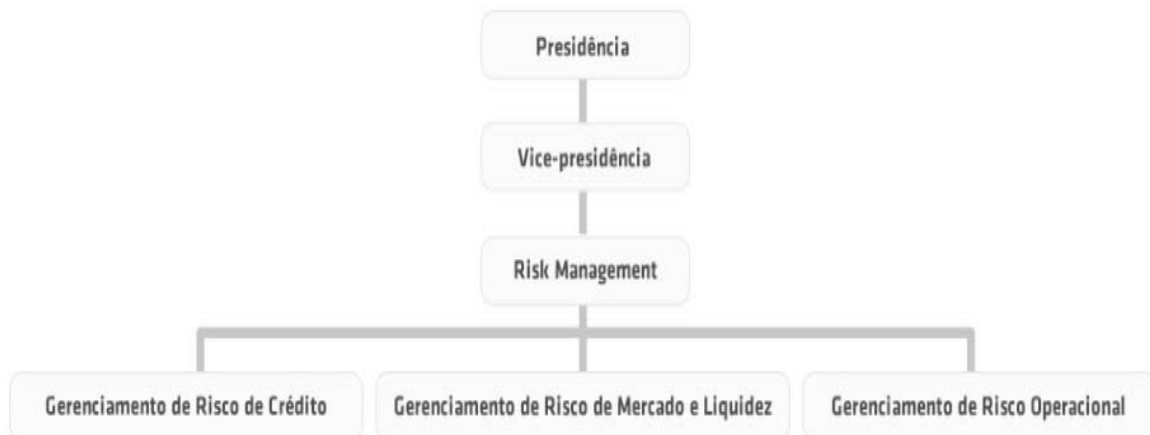 Presidência
Vice-presidência
Risk Management
Gerenciamento de Risco de Crédito
Gerenciamento de Risco de Mercado e Liquidez
Gerenciamento de Risco Operacional